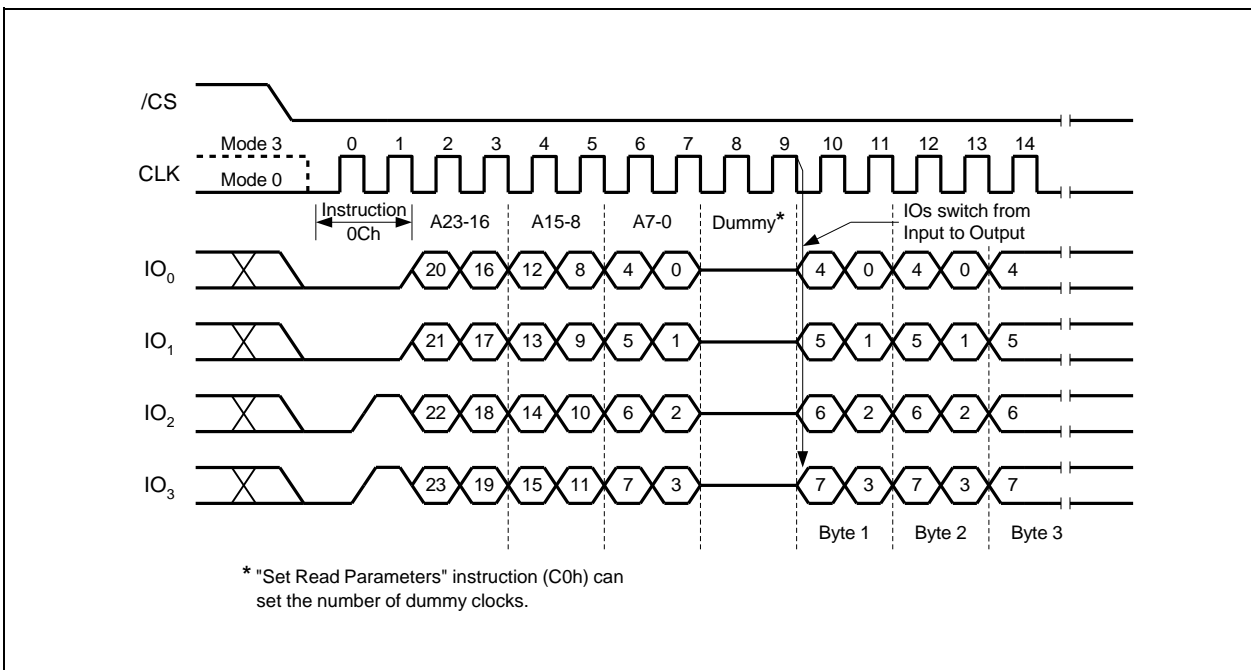 /CS
Mode 3
0 1 2 3 4 5 6 7 8 9 10 11 12 13 14
CLK
Mode 0
Instruction
0Ch
A23-16 A15-8 A7-0 Dummy*
IOs switch from
Input to Output
IO0 20 16 12 8 4 0 4 0 4 0 4
IO1 21 17 13 9 5 1 5 1 5 1 5
IO2 22 18 14 10 6 2 6 2 6 2 6
IO3 23 19 15 11 7 3 7 3 7 3 7
Byte 1 Byte 2 Byte 3
* "Set Read Parameters" instruction (C0h) can
set the number of dummy clocks.